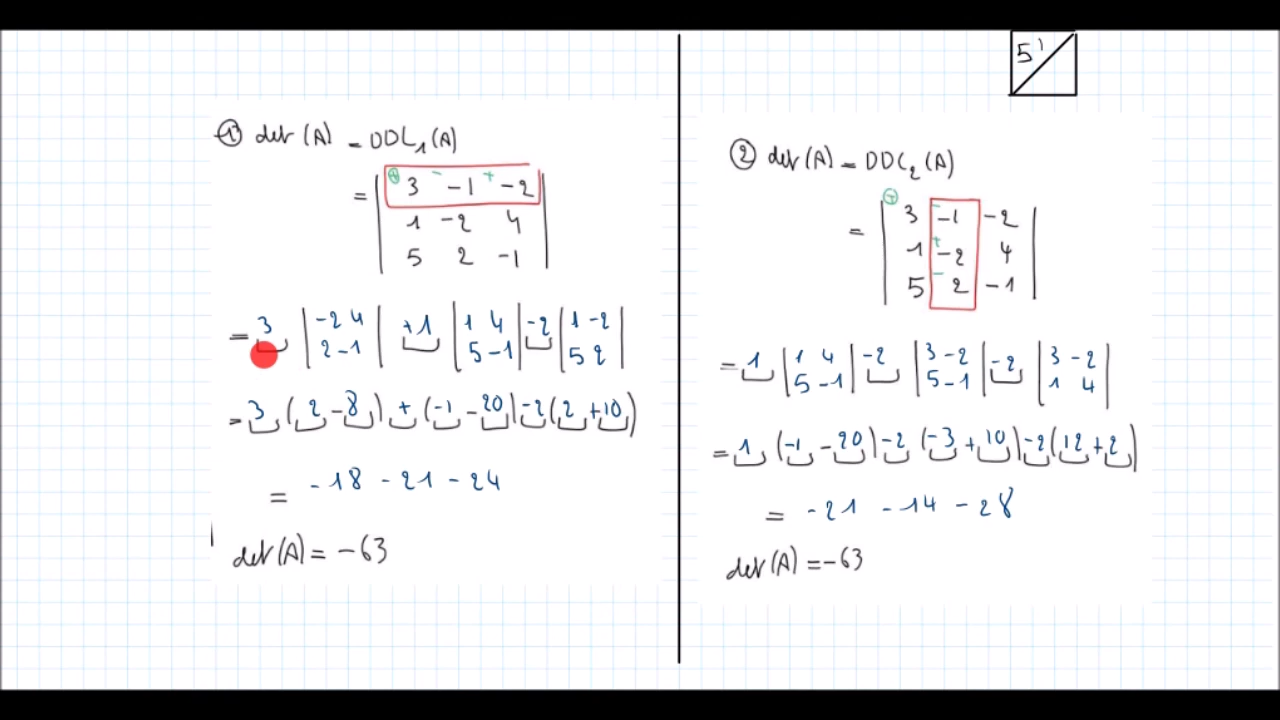 5'
① det (A) = DDL₁(A)
= | ⊕ 3 - -1 + -2 |
| 1 -2 4 |
| 5 2 -1 |
= 3 | -2 4 | +1 | 1 4 | -2 | 1 -2 |
| 2 -1 | | 5 -1 | | 5 2 |
= 3 (2 - 8) + (-1 - 20) -2 (2 + 10)
= -18 - 21 - 24
det (A) = -63
② det (A) = DDC₂(A)
⊕
= | 3 - -1 -2 |
| 1 + -2 4 |
| 5 - 2 -1 |
= 1 | 1 4 | -2 | 3 -2 | -2 | 3 -2 |
| 5 -1 | | 5 -1 | | 1 4 |
= 1 (-1 - 20) -2 (-3 + 10) -2 (12 + 2)
= -21 - 14 - 28
det (A) = -63